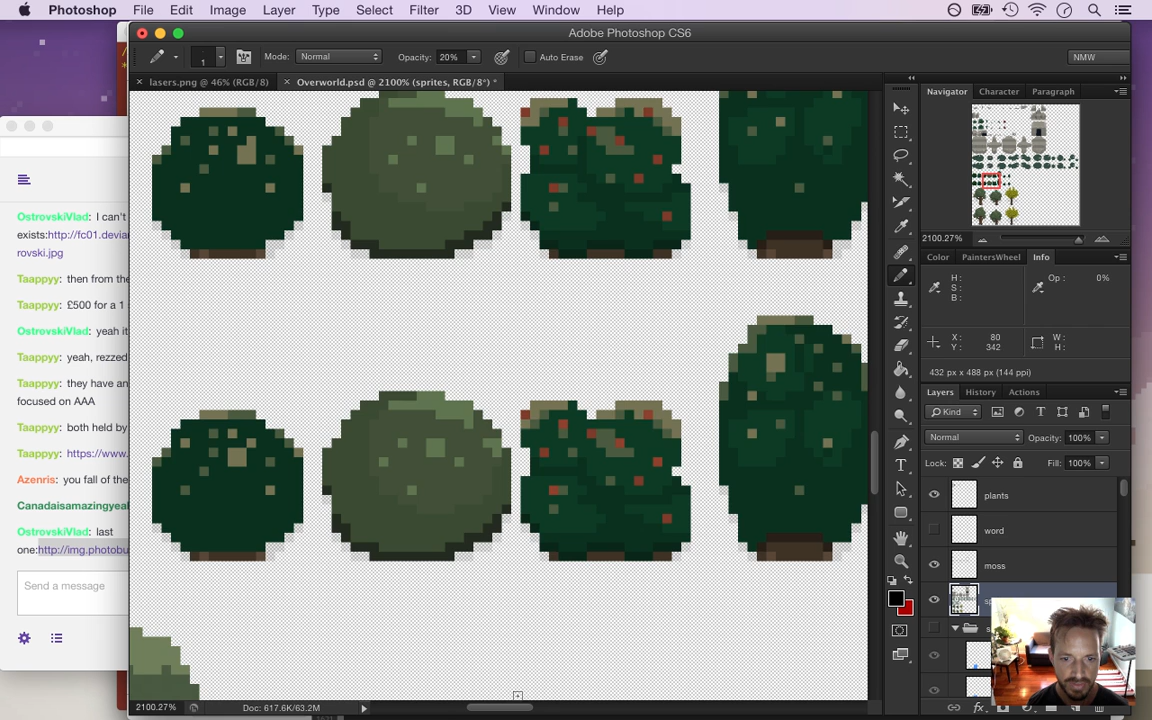 Photoshop File Edit Image Layer Type Select Filter 3D View Window Help
Adobe Photoshop CS6
1 Mode: Normal Opacity: 20% Auto Erase NMW
lasers.png @ 46% (RGB/8) Overworld.psd @ 2100% (sprites, RGB/8*) *
Navigator Character Paragraph
2100.27%
Color PaintersWheel Info
H:
S:
B:
Op: 0%
X: 80
Y: 342
W:
H:
432 px x 488 px (144 ppi)
Layers History Actions
Kind
Normal Opacity: 100%
Lock: Fill: 100%
plants
word
moss
OstrovskiVlad: I can't
exists:http://fc01.devia
rovski.jpg
Taappyy: then from the
Taappyy: £500 for a 1
OstrovskiVlad: yeah it
Taappyy: yeah, rezzed
Taappyy: they have an
focused on AAA
Taappyy: both held by
Taappyy: https://www.
Azenris: you fall of the
Canadaisamazingyeal
OstrovskiVlad: last
one:http://img.photobu
Send a message
2100.27% Doc: 617.6K/63.2M